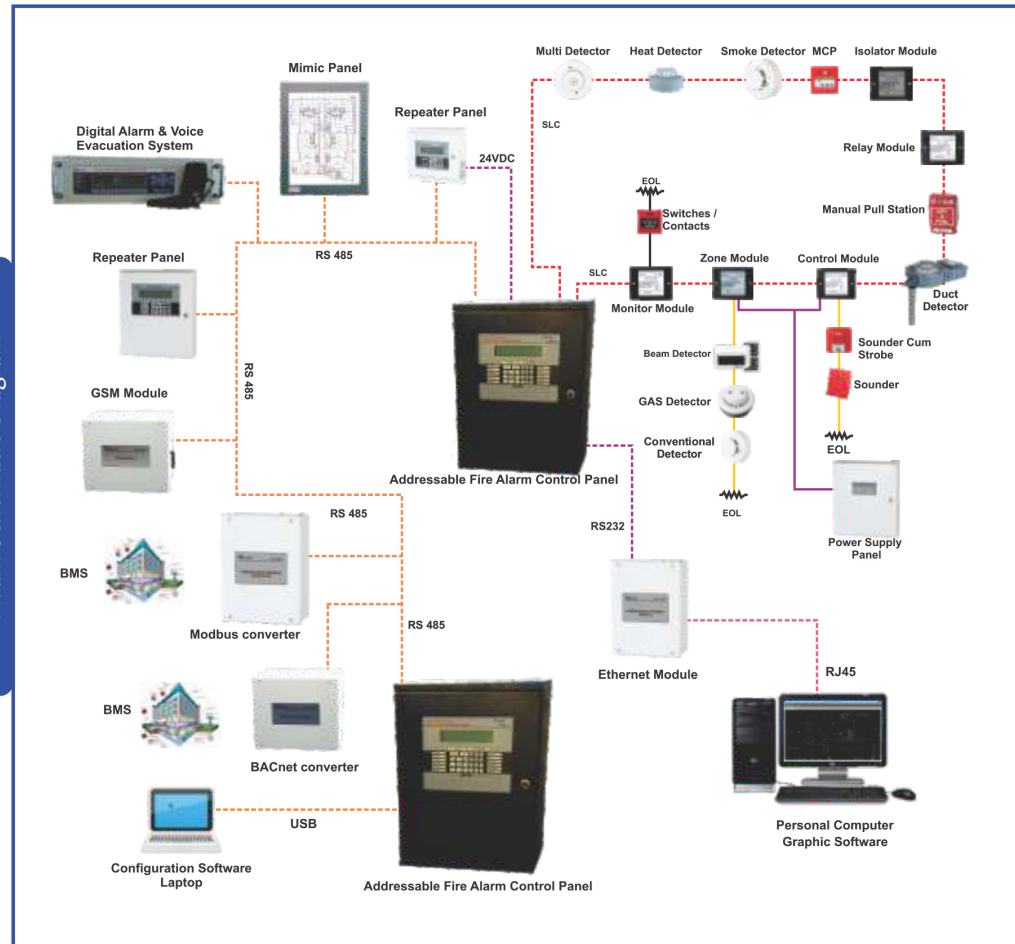 Multi Detector
Heat Detector
Smoke Detector
MCP
Isolator Module
Mimic Panel
Repeater Panel
Digital Alarm & Voice
Evacuation System
24VDC
SLC
Relay Module
EOL
Switches /
Contacts
Manual Pull Station
RS 485
Repeater Panel
SLC
Zone Module
Control Module
Monitor Module
Duct
Detector
Sounder Cum
Strobe
Beam Detector
RS 485
Sounder
GSM Module
GAS Detector
Conventional
Detector
EOL
Addressable Fire Alarm Control Panel
EOL
RS 485
RS232
Power Supply
Panel
BMS
Modbus converter
RS 485
Ethernet Module
RJ45
BMS
BACnet converter
USB
Personal Computer
Graphic Software
Configuration Software
Laptop
Addressable Fire Alarm Control Panel